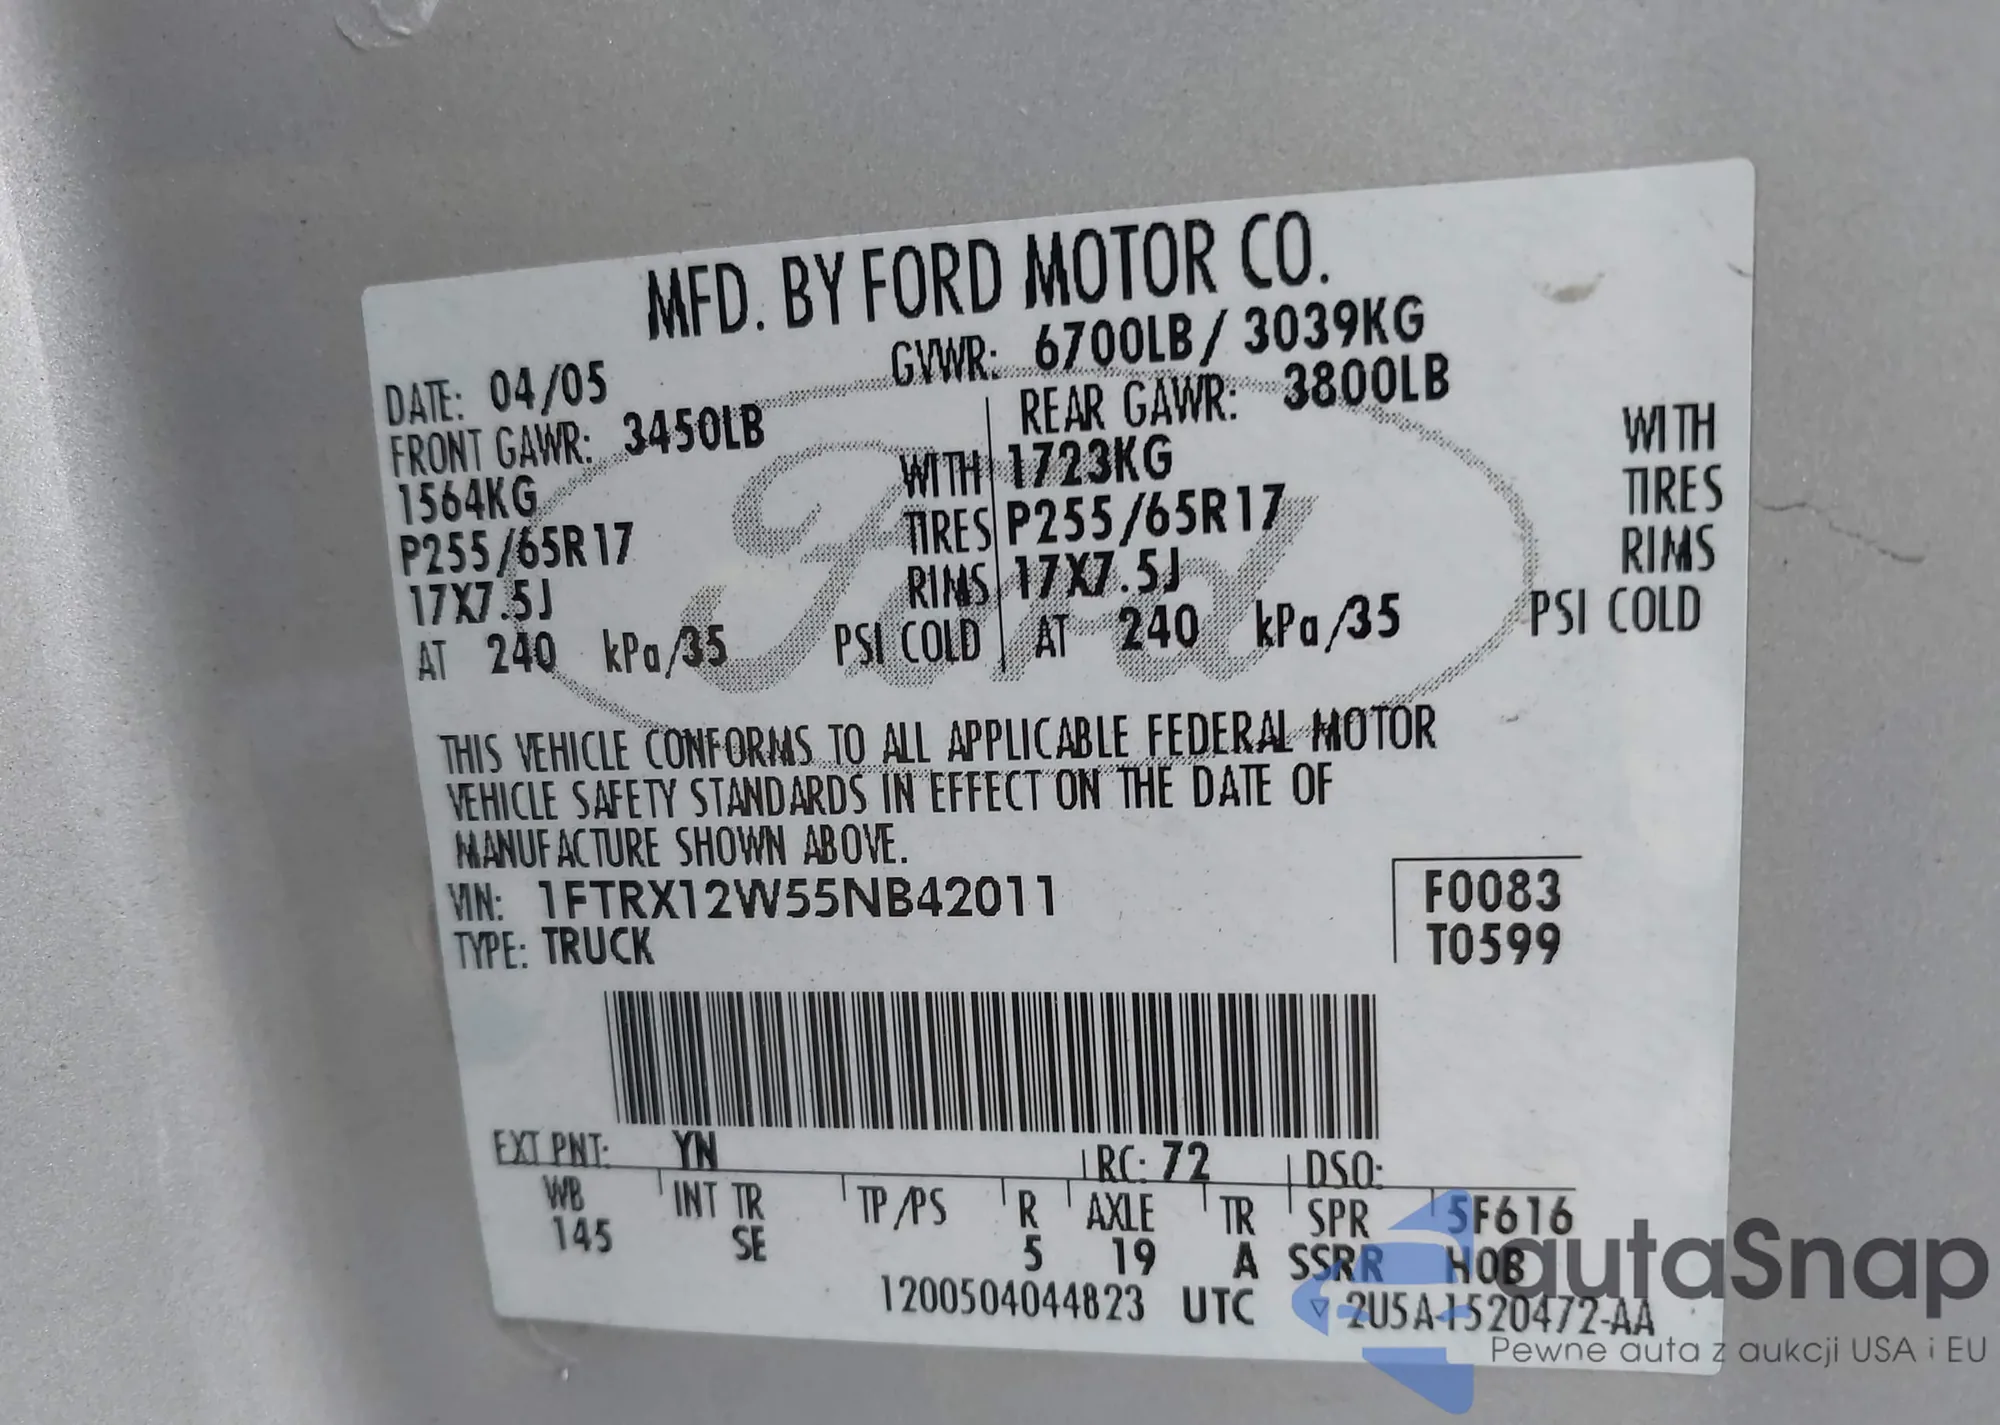 MFD. BY FORD MOTOR CO.
DATE: 04/05 GVWR: 6700LB / 3039KG
FRONT GAWR: 3450LB REAR GAWR: 3800LB
1564KG WITH 1723KG WITH
P255/65R17 TIRES P255/65R17 TIRES
17X7.5J RIMS 17X7.5J RIMS
AT 240 kPa/35 PSI COLD AT 240 kPa/35 PSI COLD
Ford
THIS VEHICLE CONFORMS TO ALL APPLICABLE FEDERAL MOTOR
VEHICLE SAFETY STANDARDS IN EFFECT ON THE DATE OF
MANUFACTURE SHOWN ABOVE.
VIN: 1FTRX12W55NB42011 F0083
TYPE: TRUCK T0599
EXT PNT: YN RC: 72 DSO:
WB INT TR TP/PS R AXLE TR SPR 5F616
145 SE 5 19 A SSRR HOB
1200504044823 UTC ▽ 2U5A-1520472-AA
autaSnap
Pewne auta z aukcji USA i EU